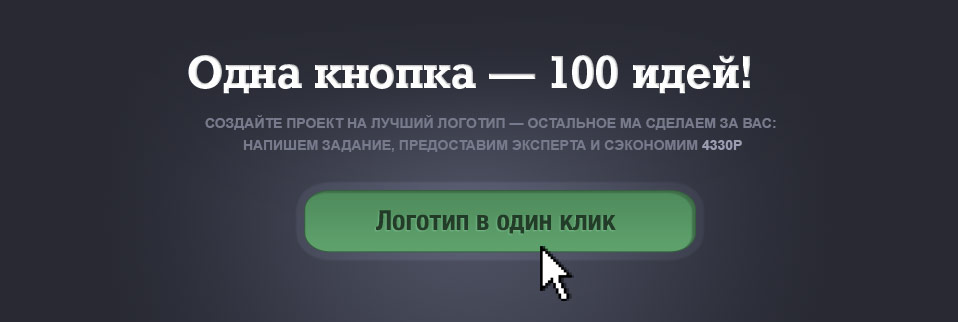 Одна кнопка — 100 идей!
СОЗДАЙТЕ ПРОЕКТ НА ЛУЧШИЙ ЛОГОТИП — ОСТАЛЬНОЕ МА СДЕЛАЕМ ЗА ВАС:
НАПИШЕМ ЗАДАНИЕ, ПРЕДОСТАВИМ ЭКСПЕРТА И СЭКОНОМИМ 4330Р
Логотип в один клик